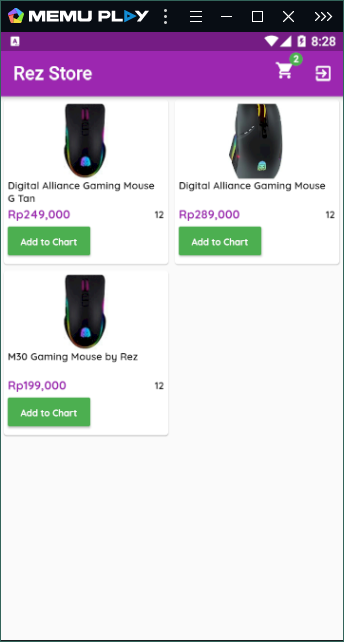 MEMU PLAY
A
8:28
Rez Store
2
Digital Alliance Gaming Mouse
G Tan
Rp249,000
12
Add to Chart
Digital Alliance Gaming Mouse
Rp289,000
12
Add to Chart
M30 Gaming Mouse by Rez
Rp199,000
12
Add to Chart